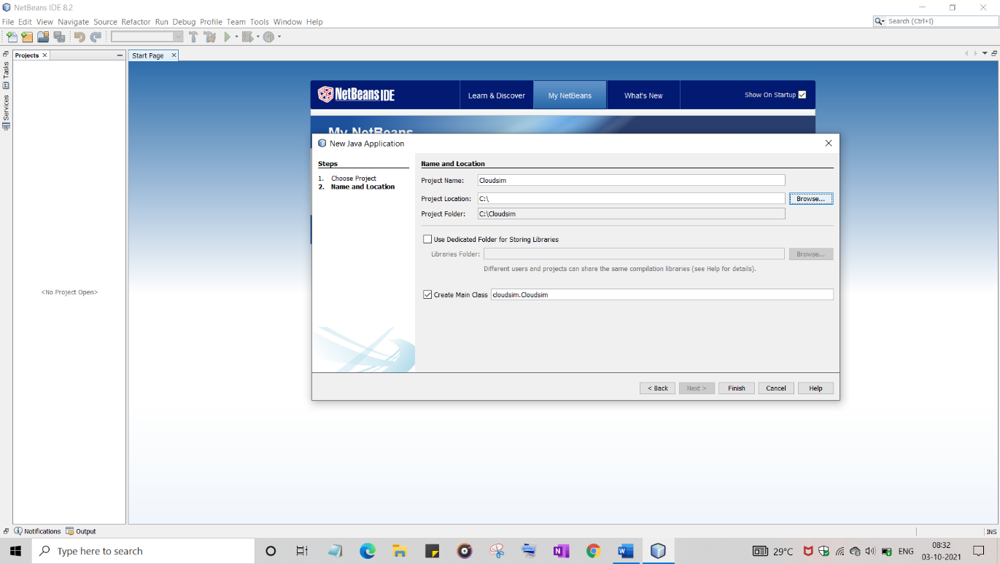 NetBeans IDE 8.2
File Edit View Navigate Source Refactor Run Debug Profile Team Tools Window Help
Search (Ctrl+I)
Projects
Start Page
Tasks
Services
NetBeans IDE
Learn & Discover
My NetBeans
What's New
Show On Startup
My NetBeans
New Java Application
Steps
1. Choose Project
2. Name and Location
Name and Location
Project Name: Cloudsim
Project Location: C:\ Browse...
Project Folder: C:\Cloudsim
Use Dedicated Folder for Storing Libraries
Libraries Folder: Browse...
Different users and projects can share the same compilation libraries (see Help for details).
Create Main Class cloudsim.Cloudsim
<No Project Open>
< Back Next > Finish Cancel Help
Notifications Output
INS
Type here to search
29°C
ENG
08:32
03-10-2021